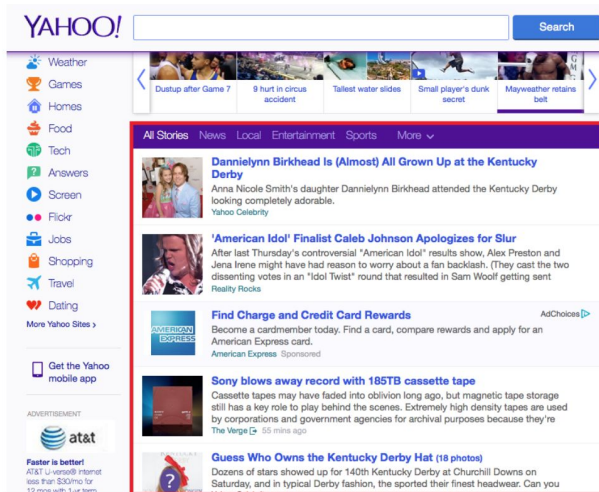 YAHOO!
Search
Weather
Games
Homes
Food
Tech
Answers
Screen
Flickr
Jobs
Shopping
Travel
Dating
More Yahoo Sites ›
Get the Yahoo
mobile app
ADVERTISEMENT
at&t
Faster is better!
AT&T U-verse® Internet
less than $30/mo for
12 mos with 1-yr term
Dustup after Game 7
9 hurt in circus
accident
Tallest water slides
Small player's dunk
secret
Mayweather retains
belt
All Stories News Local Entertainment Sports More
Dannielynn Birkhead Is (Almost) All Grown Up at the Kentucky
Derby
Anna Nicole Smith's daughter Dannielynn Birkhead attended the Kentucky Derby
looking completely adorable.
Yahoo Celebrity
'American Idol' Finalist Caleb Johnson Apologizes for Slur
After last Thursday's controversial "American Idol" results show, Alex Preston and
Jena Irene might have had reason to worry about a fan backlash. (They cast the two
dissenting votes in an "Idol Twist" round that resulted in Sam Woolf getting sent
Reality Rocks
AMERICAN
EXPRESS
Find Charge and Credit Card Rewards
AdChoices
Become a cardmember today. Find a card, compare rewards and apply for an
American Express card.
American Express Sponsored
Sony blows away record with 185TB cassette tape
Cassette tapes may have faded into oblivion long ago, but magnetic tape storage
still has a key role to play behind the scenes. Extremely high density tapes are used
by corporations and government agencies for archival purposes because they're
The Verge 55 mins ago
?
Guess Who Owns the Kentucky Derby Hat (18 photos)
Dozens of stars showed up for 140th Kentucky Derby at Churchill Downs on
Saturday, and in typical Derby fashion, the sported their finest headwear. Can you